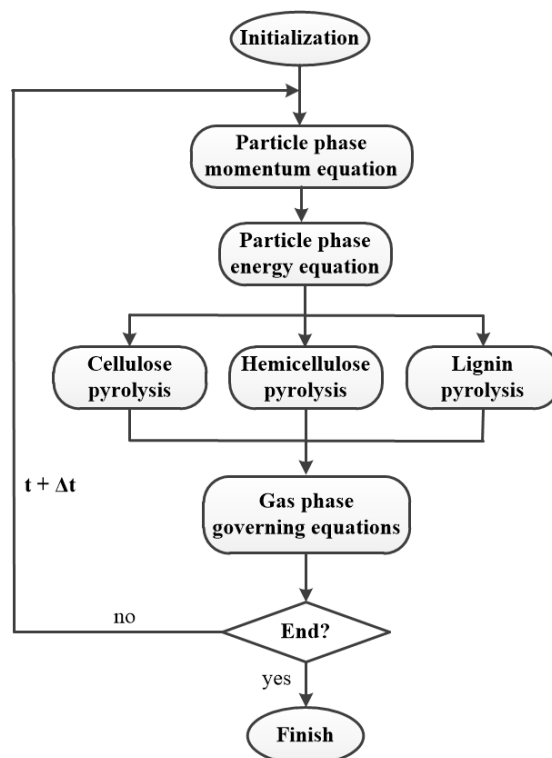 Initialization
Particle phase
momentum equation
Particle phase
energy equation
Cellulose
pyrolysis
Hemicellulose
pyrolysis
Lignin
pyrolysis
t + Δt
Gas phase
governing equations
no
End?
yes
Finish